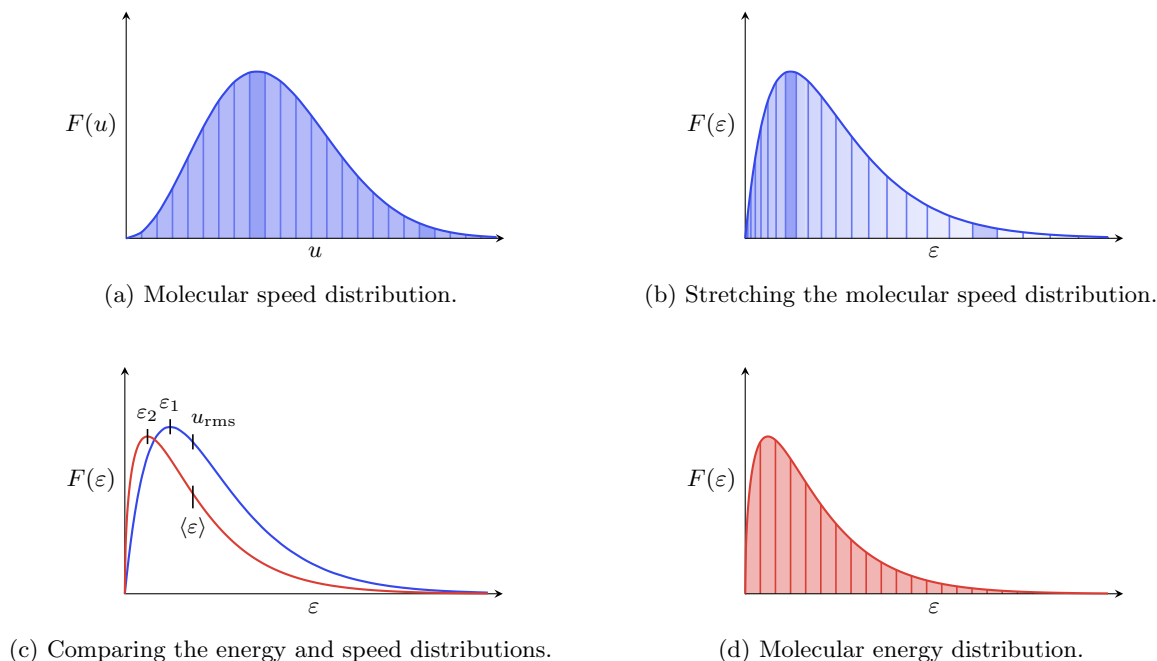 F(u)
u
(a) Molecular speed distribution.
F(ε)
ε
(b) Stretching the molecular speed distribution.
ε₂
ε₁
u_rms
F(ε)
⟨ε⟩
ε
(c) Comparing the energy and speed distributions.
F(ε)
ε
(d) Molecular energy distribution.